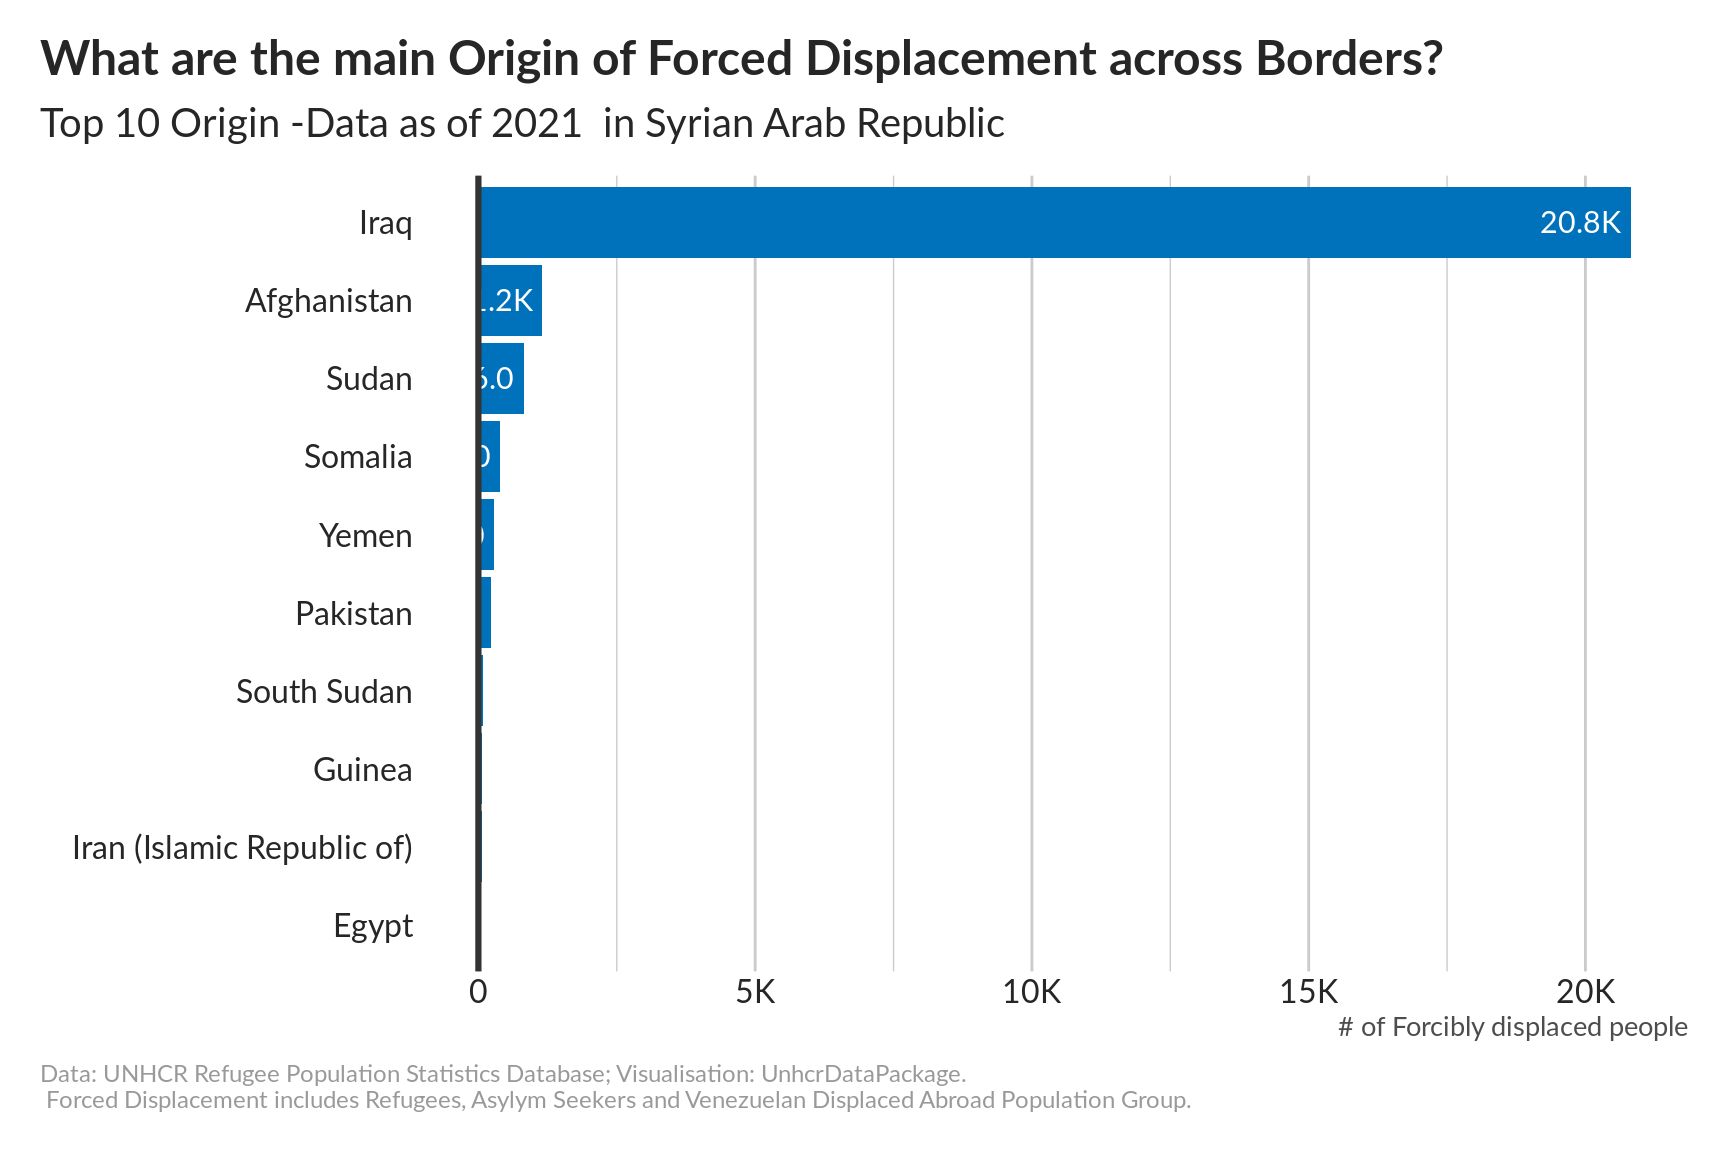 What are the main Origin of Forced Displacement across Borders?
Top 10 Origin -Data as of 2021  in Syrian Arab Republic
Iraq
20.8K
Afghanistan
.2K
Sudan
.0
Somalia
Yemen
Pakistan
South Sudan
Guinea
Iran (Islamic Republic of)
Egypt
0
5K
10K
15K
20K
# of Forcibly displaced people
Data: UNHCR Refugee Population Statistics Database; Visualisation: UnhcrDataPackage.
Forced Displacement includes Refugees, Asylym Seekers and Venezuelan Displaced Abroad Population Group.